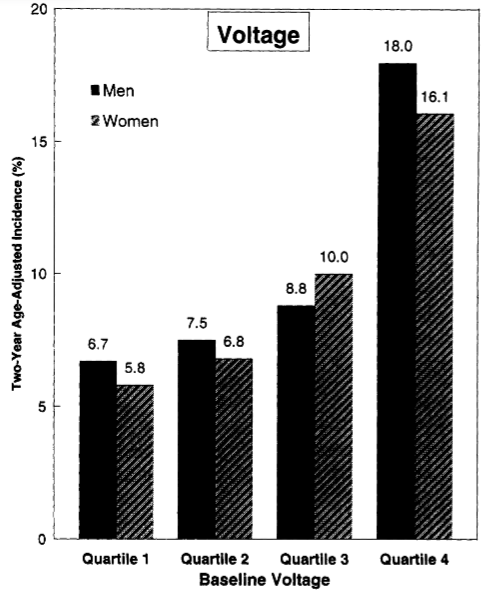 20
Voltage
18.0
Men
16.1
Women
15
Two-Year Age-Adjusted Incidence (%)
10.0
10
8.8
7.5
6.8
6.7
5.8
5
0
Quartile 1 Quartile 2 Quartile 3 Quartile 4
Baseline Voltage